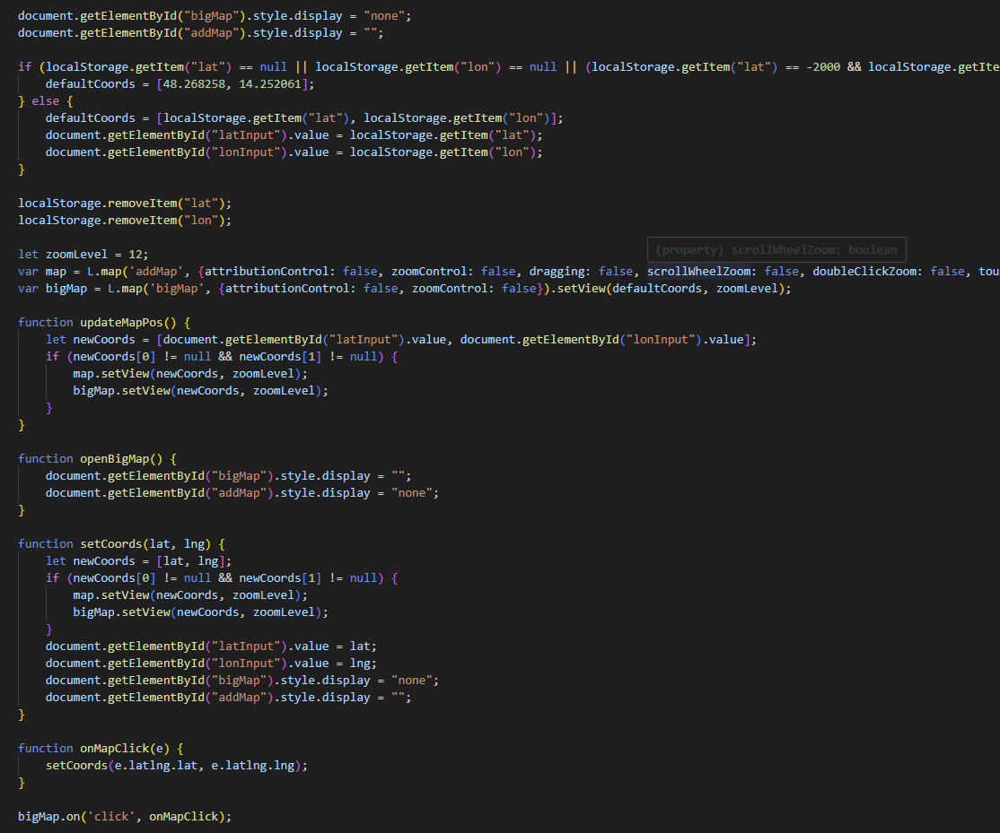 document.getElementById("bigMap").style.display = "none";
document.getElementById("addMap").style.display = "";
if (localStorage.getItem("lat") == null || localStorage.getItem("lon") == null || (localStorage.getItem("lat") == -2000 && localStorage.getIte
defaultCoords = [48.268258, 14.252061];
} else {
defaultCoords = [localStorage.getItem("lat"), localStorage.getItem("lon")];
document.getElementById("latInput").value = localStorage.getItem("lat");
document.getElementById("lonInput").value = localStorage.getItem("lon");
}
localStorage.removeItem("lat");
localStorage.removeItem("lon");
(property) scrollWheelZoom: boolean
let zoomLevel = 12;
var map = L.map('addMap', {attributionControl: false, zoomControl: false, dragging: false, scrollWheelZoom: false, doubleClickZoom: false, tou
var bigMap = L.map('bigMap', {attributionControl: false, zoomControl: false}).setView(defaultCoords, zoomLevel);
function updateMapPos() {
let newCoords = [document.getElementById("latInput").value, document.getElementById("lonInput").value];
if (newCoords[0] != null && newCoords[1] != null) {
map.setView(newCoords, zoomLevel);
bigMap.setView(newCoords, zoomLevel);
}
}
function openBigMap() {
document.getElementById("bigMap").style.display = "";
document.getElementById("addMap").style.display = "none";
}
function setCoords(lat, lng) {
let newCoords = [lat, lng];
if (newCoords[0] != null && newCoords[1] != null) {
map.setView(newCoords, zoomLevel);
bigMap.setView(newCoords, zoomLevel);
}
document.getElementById("latInput").value = lat;
document.getElementById("lonInput").value = lng;
document.getElementById("bigMap").style.display = "none";
document.getElementById("addMap").style.display = "";
}
function onMapClick(e) {
setCoords(e.latlng.lat, e.latlng.lng);
}
bigMap.on('click', onMapClick);